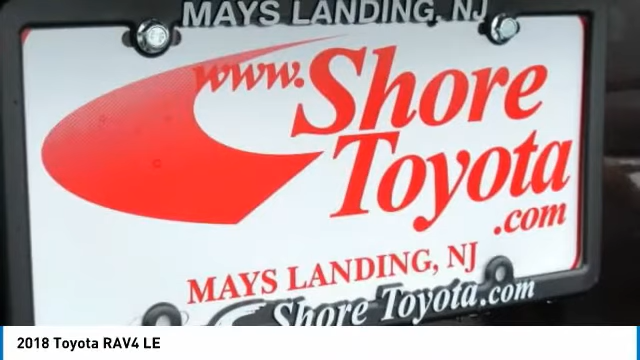 MAYS LANDING, NJ
www.Shore
Toyota
.com
MAYS LANDING, NJ
Shore Toyota.com
2018 Toyota RAV4 LE